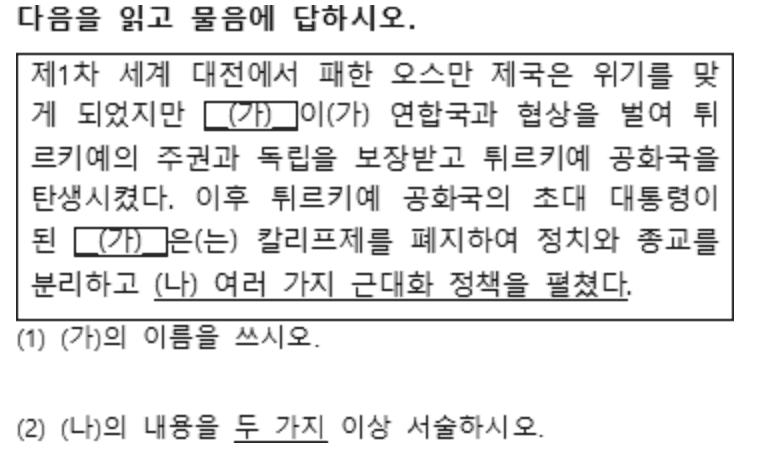 다음을 읽고 물음에 답하시오.
제1차 세계 대전에서 패한 오스만 제국은 위기를 맞
게 되었지만 (가) 이(가) 연합국과 협상을 벌여 튀
르키예의 주권과 독립을 보장받고 튀르키예 공화국을
탄생시켰다. 이후 튀르키예 공화국의 초대 대통령이
된 (가) 은(는) 칼리프제를 폐지하여 정치와 종교를
분리하고 (나) 여러 가지 근대화 정책을 펼쳤다.
(1) (가)의 이름을 쓰시오.
(2) (나)의 내용을 두 가지 이상 서술하시오.